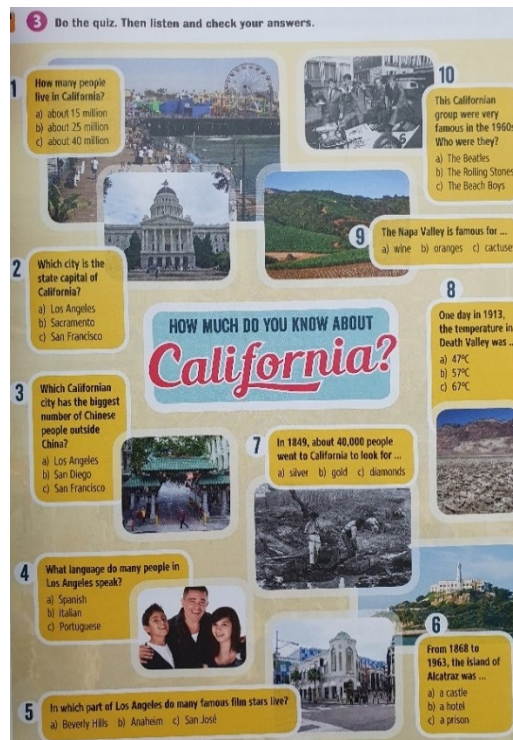 3 Do the quiz. Then listen and check your answers.
1
How many people
live in California?
a) about 15 million
b) about 25 million
c) about 40 million
2
Which city is the
state capital of
California?
a) Los Angeles
b) Sacramento
c) San Francisco
3
Which Californian
city has the biggest
number of Chinese
people outside
China?
a) Los Angeles
b) San Diego
c) San Francisco
4
What language do many people in
Los Angeles speak?
a) Spanish
b) Italian
c) Portuguese
5
In which part of Los Angeles do many famous film stars live?
a) Beverly Hills b) Anaheim c) San José
HOW MUCH DO YOU KNOW ABOUT
California?
6
From 1868 to
1963, the island of
Alcatraz was ...
a) a castle
b) a hotel
c) a prison
7
In 1849, about 40,000 people
went to California to look for ...
a) silver b) gold c) diamonds
8
One day in 1913,
the temperature in
Death Valley was ..
a) 47°C
b) 57°C
c) 67°C
9
The Napa Valley is famous for ...
a) wine b) oranges c) cactuse
10
This Californian
group were very
famous in the 1960s
Who were they?
a) The Beatles
b) The Rolling Stones
c) The Beach Boys
6